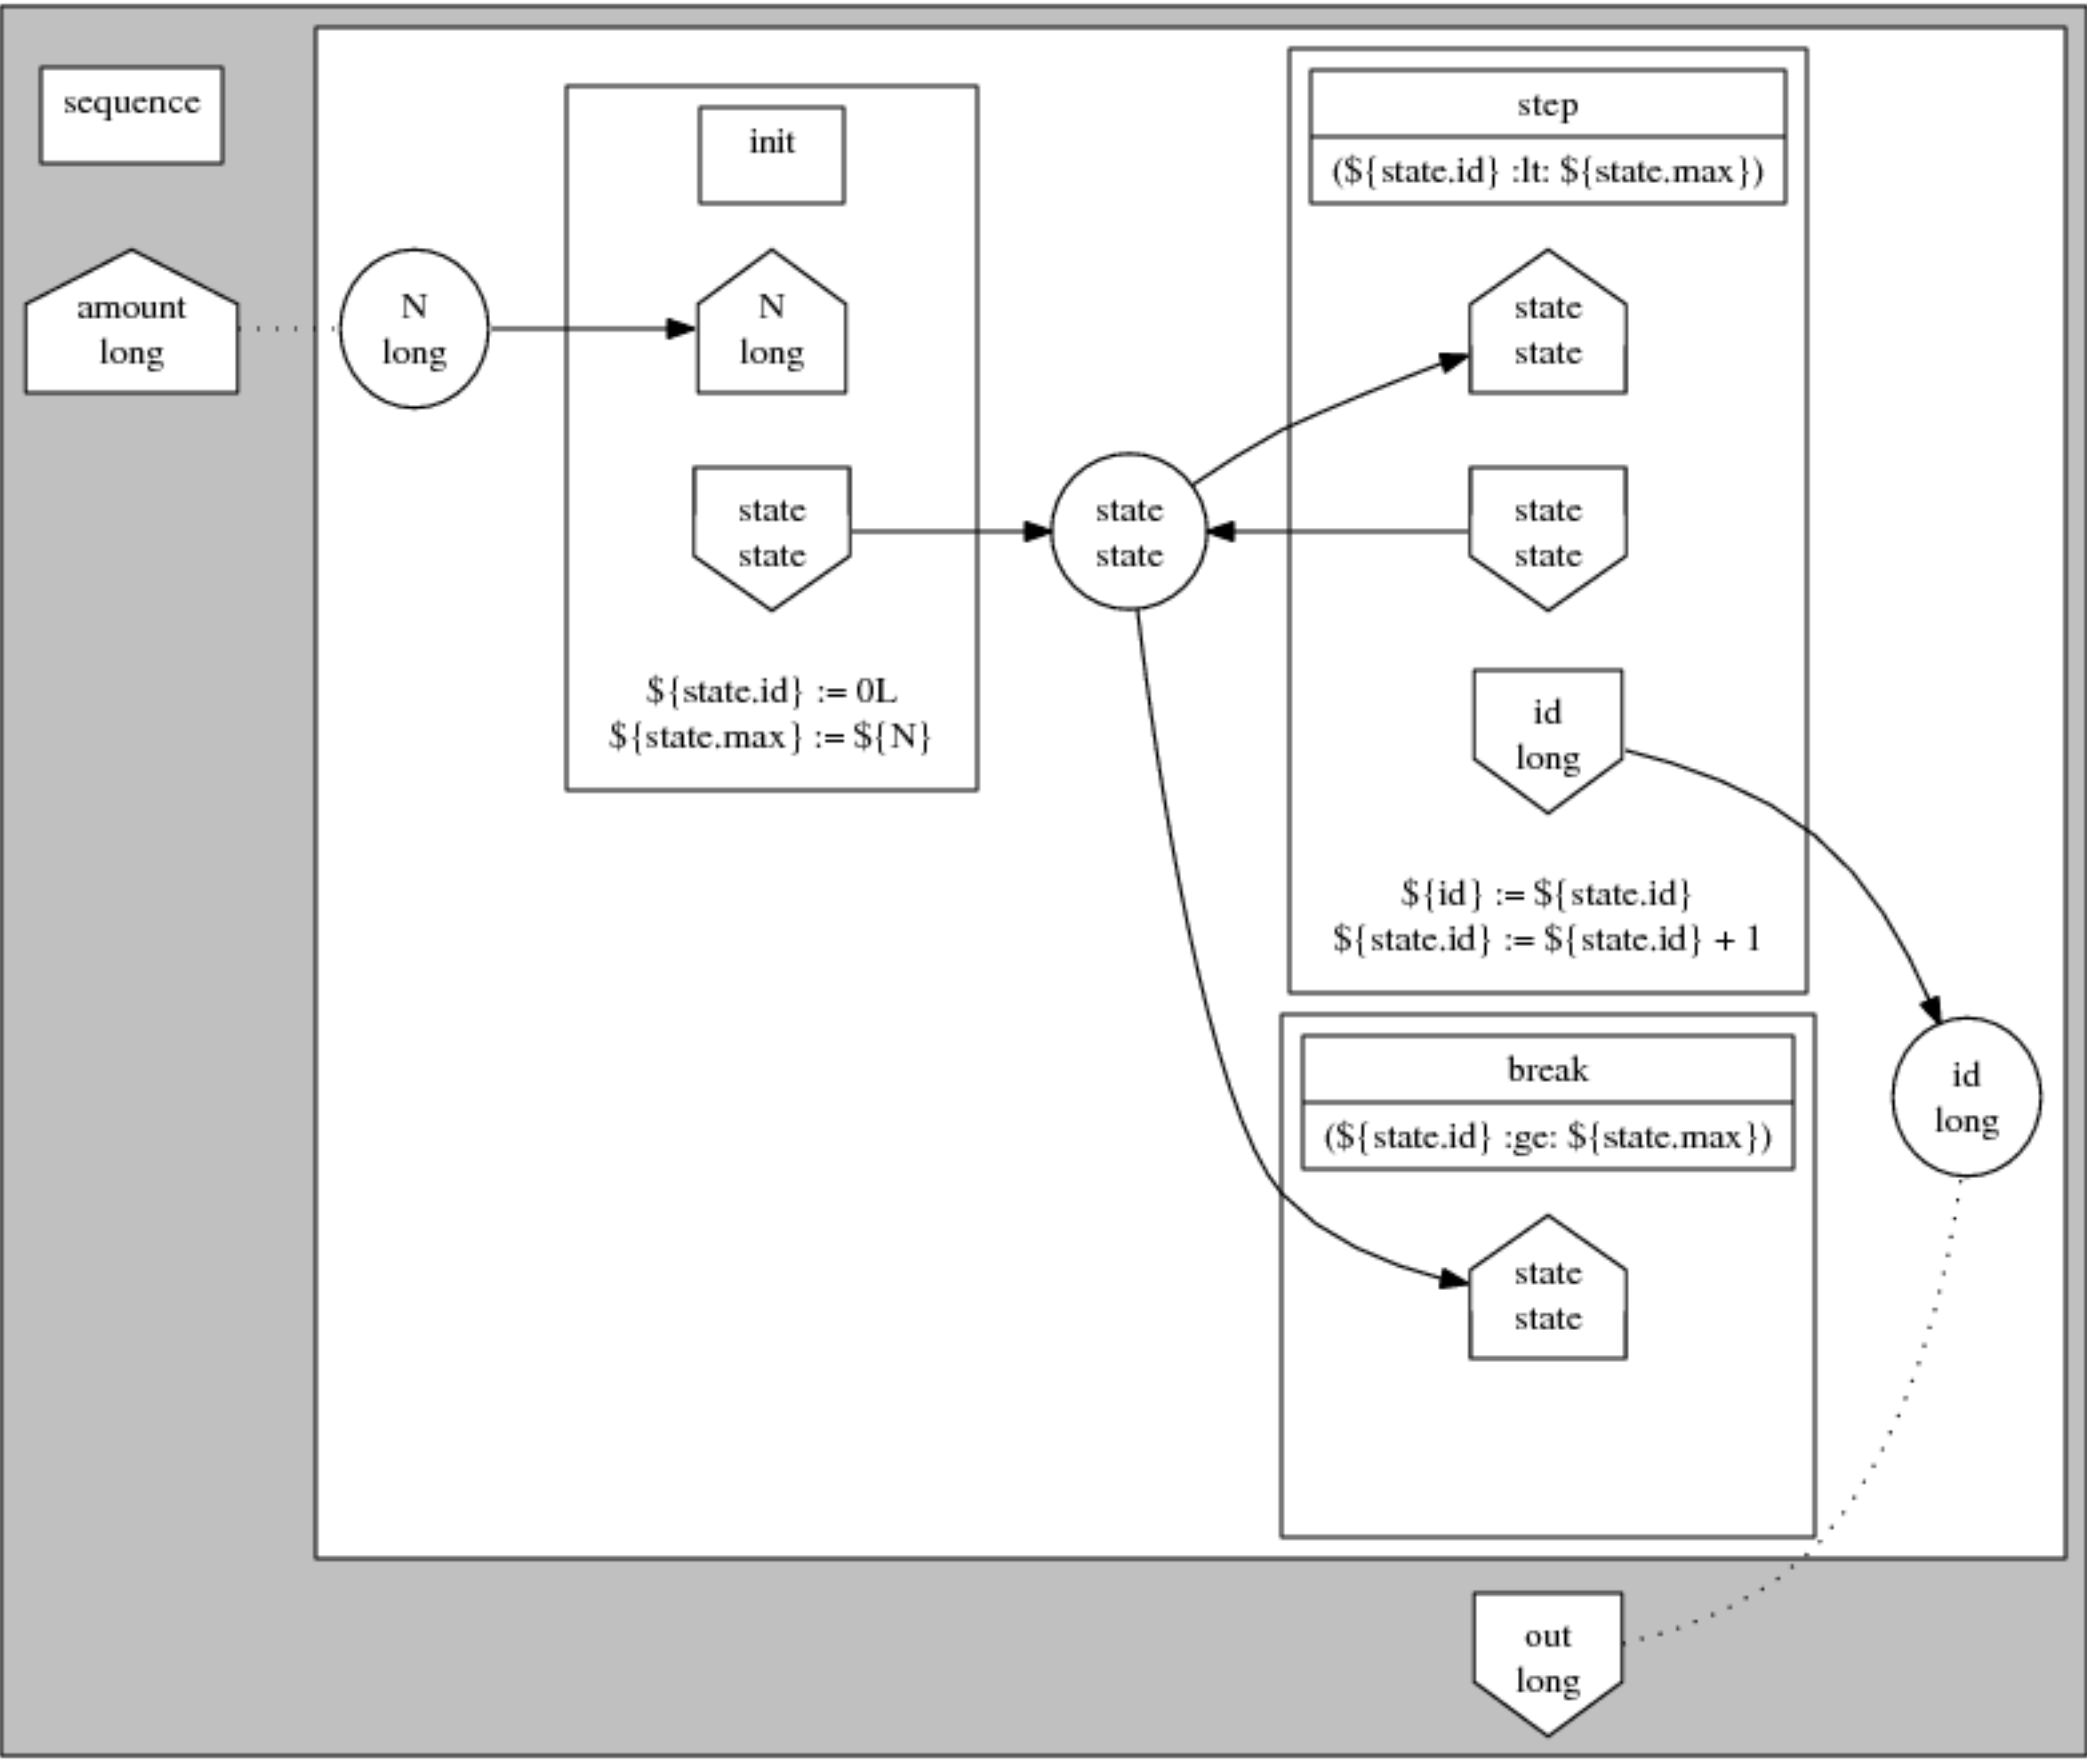 sequence
amount
long
N
long
init
N
long
state
state
${state.id} := 0L
${state.max} := ${N}
state
state
step
(${state.id} :lt: ${state.max})
state
state
state
state
id
long
${id} := ${state.id}
${state.id} := ${state.id} + 1
break
(${state.id} :ge: ${state.max})
state
state
id
long
out
long